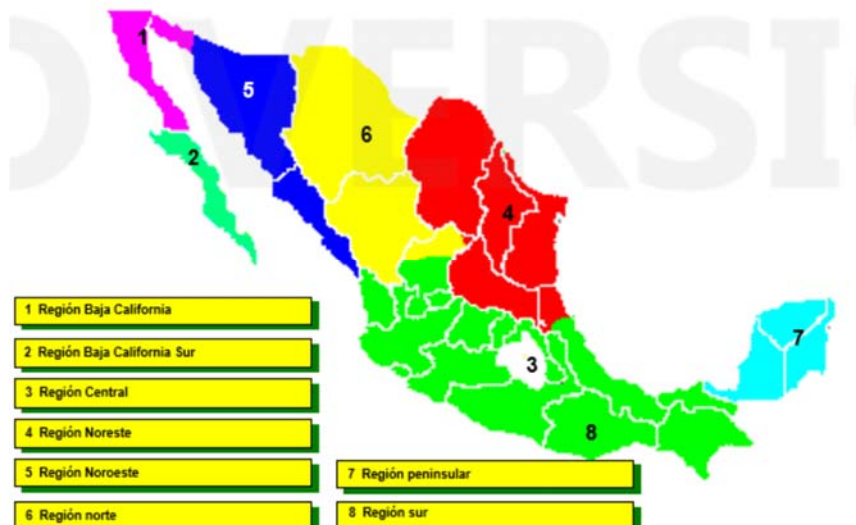 D VERSI
1
5
6
2
4
7
3
8
1 Región Baja California
2 Región Baja California Sur
3 Región Central
4 Región Noreste
5 Región Noroeste
6 Región norte
7 Región peninsular
8 Región sur